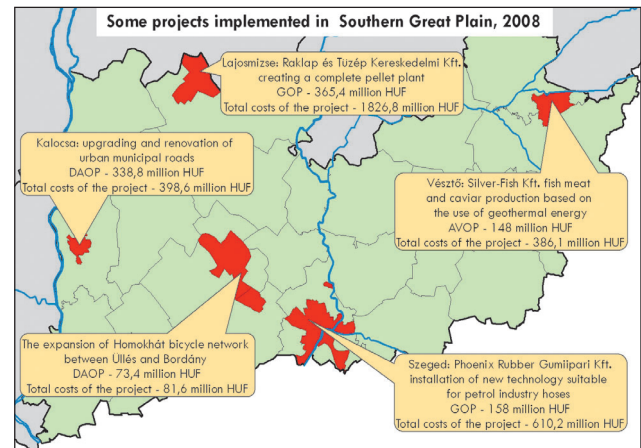 Some projects implemented in Southern Great Plain, 2008
Lajosmizse: Raklap és Tüzép Kereskedelmi Kft.
creating a complete pellet plant
GOP - 365,4 million HUF
Total costs of the project - 1826,8 million HUF
Kalocsa: upgrading and renovation of
urban municipal roads
DAOP - 338,8 million HUF
Total costs of the project - 398,6 million HUF
Vésztő: Silver-Fish Kft. fish meat
and caviar production based on
the use of geothermal energy
AVOP - 148 million HUF
Total costs of the project - 386,1 million HUF
The expansion of Homokhát bicycle network
between Üllés and Bordány
DAOP - 73,4 million HUF
Total costs of the project - 81,6 million HUF
Szeged: Phoenix Rubber Gumiipari Kft.
installation of new technology suitable
for petrol industry hoses
GOP - 158 million HUF
Total costs of the project - 610,2 million HUF